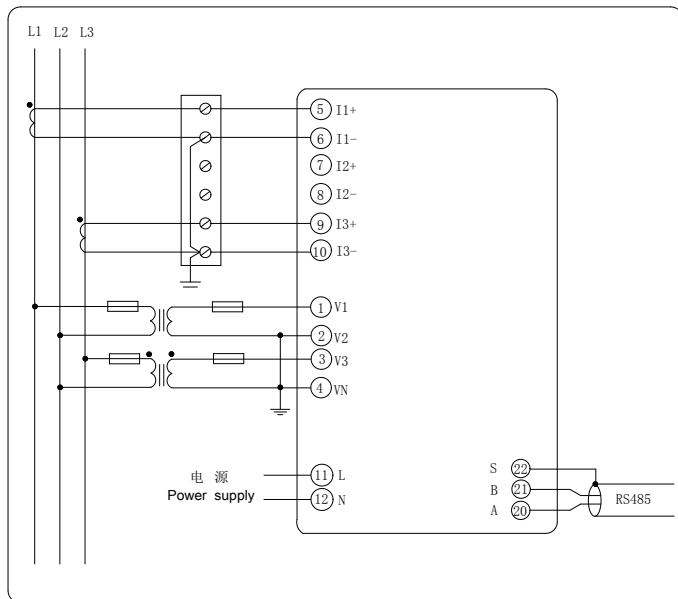 L1 L2 L3
5 I1+
6 I1-
7 I2+
8 I2-
9 I3+
10 I3-
1 V1
2 V2
3 V3
4 VN
电 源 11 L
Power supply 12 N
S 22
B 21
A 20
RS485